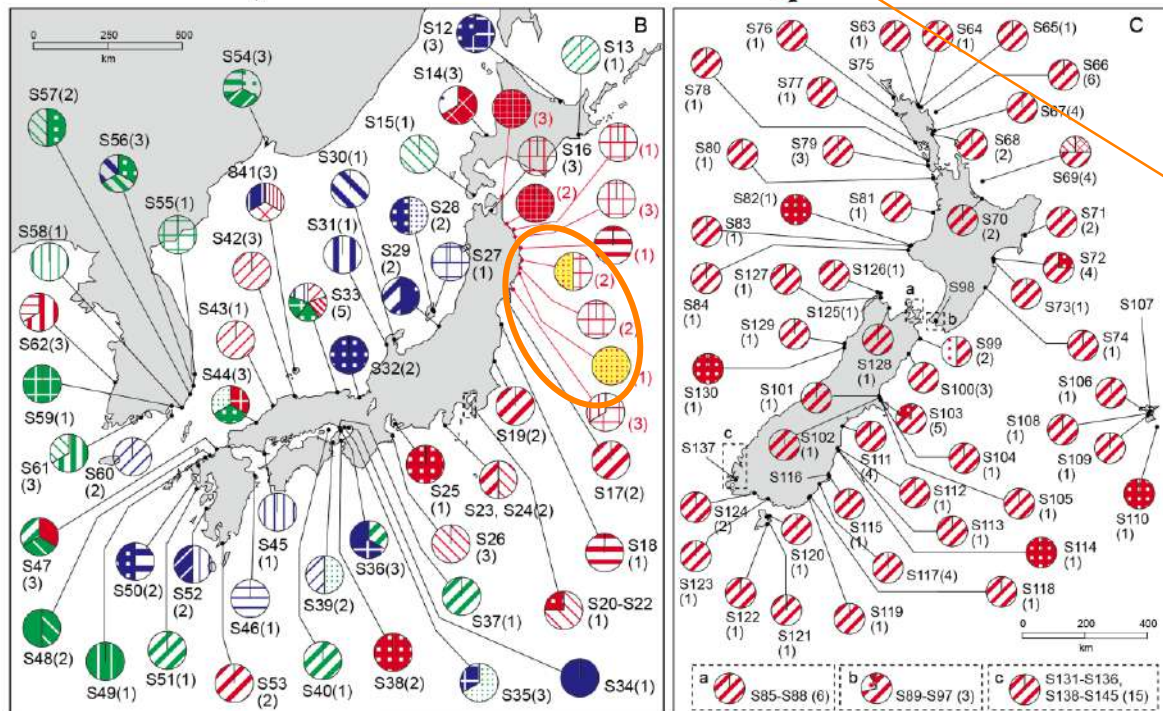 B
0 250 500
km
S12
(3)
S13
(1)
S54(3)
S14(3)
S57(2)
(3)
S56(3)
S15(1)
S16
(3)
(1)
S30(1)
S41(3)
(2)
S55(1)
S28
(2)
(3)
S31(1)
S58(1)
S42(3)
S29
(2)
S27
(1)
(1)
S33
(5)
(2)
S43(1)
S62(3)
(2)
S32(2)
S44(3)
(1)
S59(1)
(3)
S19(2)
S61
(3)
S60
(2)
S25
(1)
S17(2)
S23, S24(2)
S45
(1)
S26
(3)
S18
(1)
S47
(3)
S36(3)
S50(2)
S52
(2)
S39(2)
S46(1)
S37(1)
S20-S22
(1)
S48(2)
S49(1)
S51(1)
S53
(2)
S40(1)
S38(2)
S35(3)
S34(1)
C
S76
(1)
S63
(1)
S64
(1)
S65(1)
S75
S66
(6)
S78
(1)
S77
(1)
S67(4)
S68
(2)
S80
(1)
S79
(3)
S69(4)
S82(1)
S81
(1)
S70
(2)
S71
(2)
S83
(1)
S72
(4)
S127
(1)
S126(1)
S98
S84
(1)
a
S73(1)
S125(1)
b
S107
S129
(1)
S99
(2)
S74
(1)
S128
(1)
S130
(1)
S101
(1)
S100(3)
S106
(1)
S103
(5)
S108
(1)
c
S102
(1)
S137
S111
(4)
S104
(1)
S109
(1)
S116
S112
(1)
S105
(1)
S124
(2)
S115
(1)
S113
(1)
S110
(1)
S120
(1)
S114
(1)
S123
(1)
S117(4)
S122
(1)
S118
(1)
S121
(1)
S119
(1)
0 200 400
km
a
S85-S88 (6)
b
S89-S97 (3)
c
S131-S136,
S138-S145 (15)